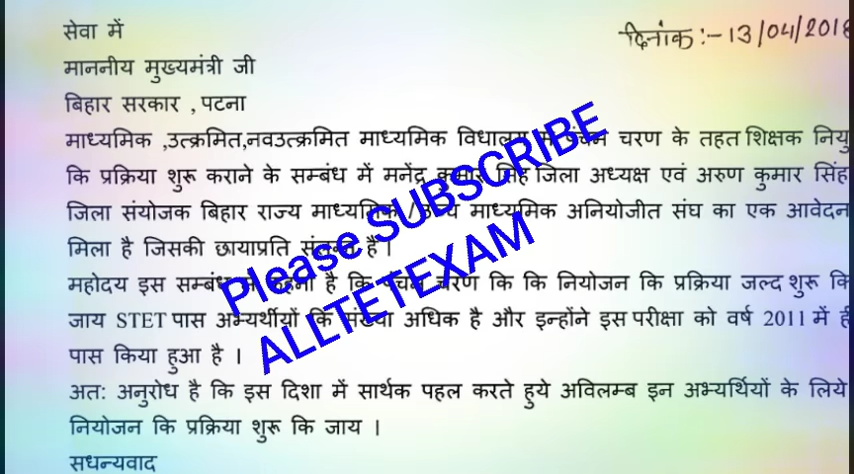 सेवा में
दिनांक :- 13/04/2018
माननीय मुख्यमंत्री जी
बिहार सरकार , पटना
माध्यमिक ,उत्क्रमित,नवउत्क्रमित माध्यमिक विधालय चरण के तहत शिक्षक नियु
कि प्रक्रिया शुरू कराने के सम्बंध में मनेंद्र कुमार सिंह जिला अध्यक्ष एवं अरुण कुमार सिंह
जिला संयोजक बिहार राज्य माध्यमिक / माध्यमिक अनियोजीत संघ का एक आवेदन
मिला है जिसकी छायाप्रति संलग्न है ।
महोदय इस सम्बंध में कहना है कि चरण कि कि नियोजन कि प्रक्रिया जल्द शुरू कि
जाय STET पास अभ्यर्थीयों कि संख्या अधिक है और इन्होंने इस परीक्षा को वर्ष 2011 में ही
पास किया हुआ है ।
अत: अनुरोध है कि इस दिशा में सार्थक पहल करते हुये अविलम्ब इन अभ्यर्थियों के लिये
नियोजन कि प्रक्रिया शुरू कि जाय ।
सधन्यवाद
Please SUBSCRIBE
ALLTETEXAM